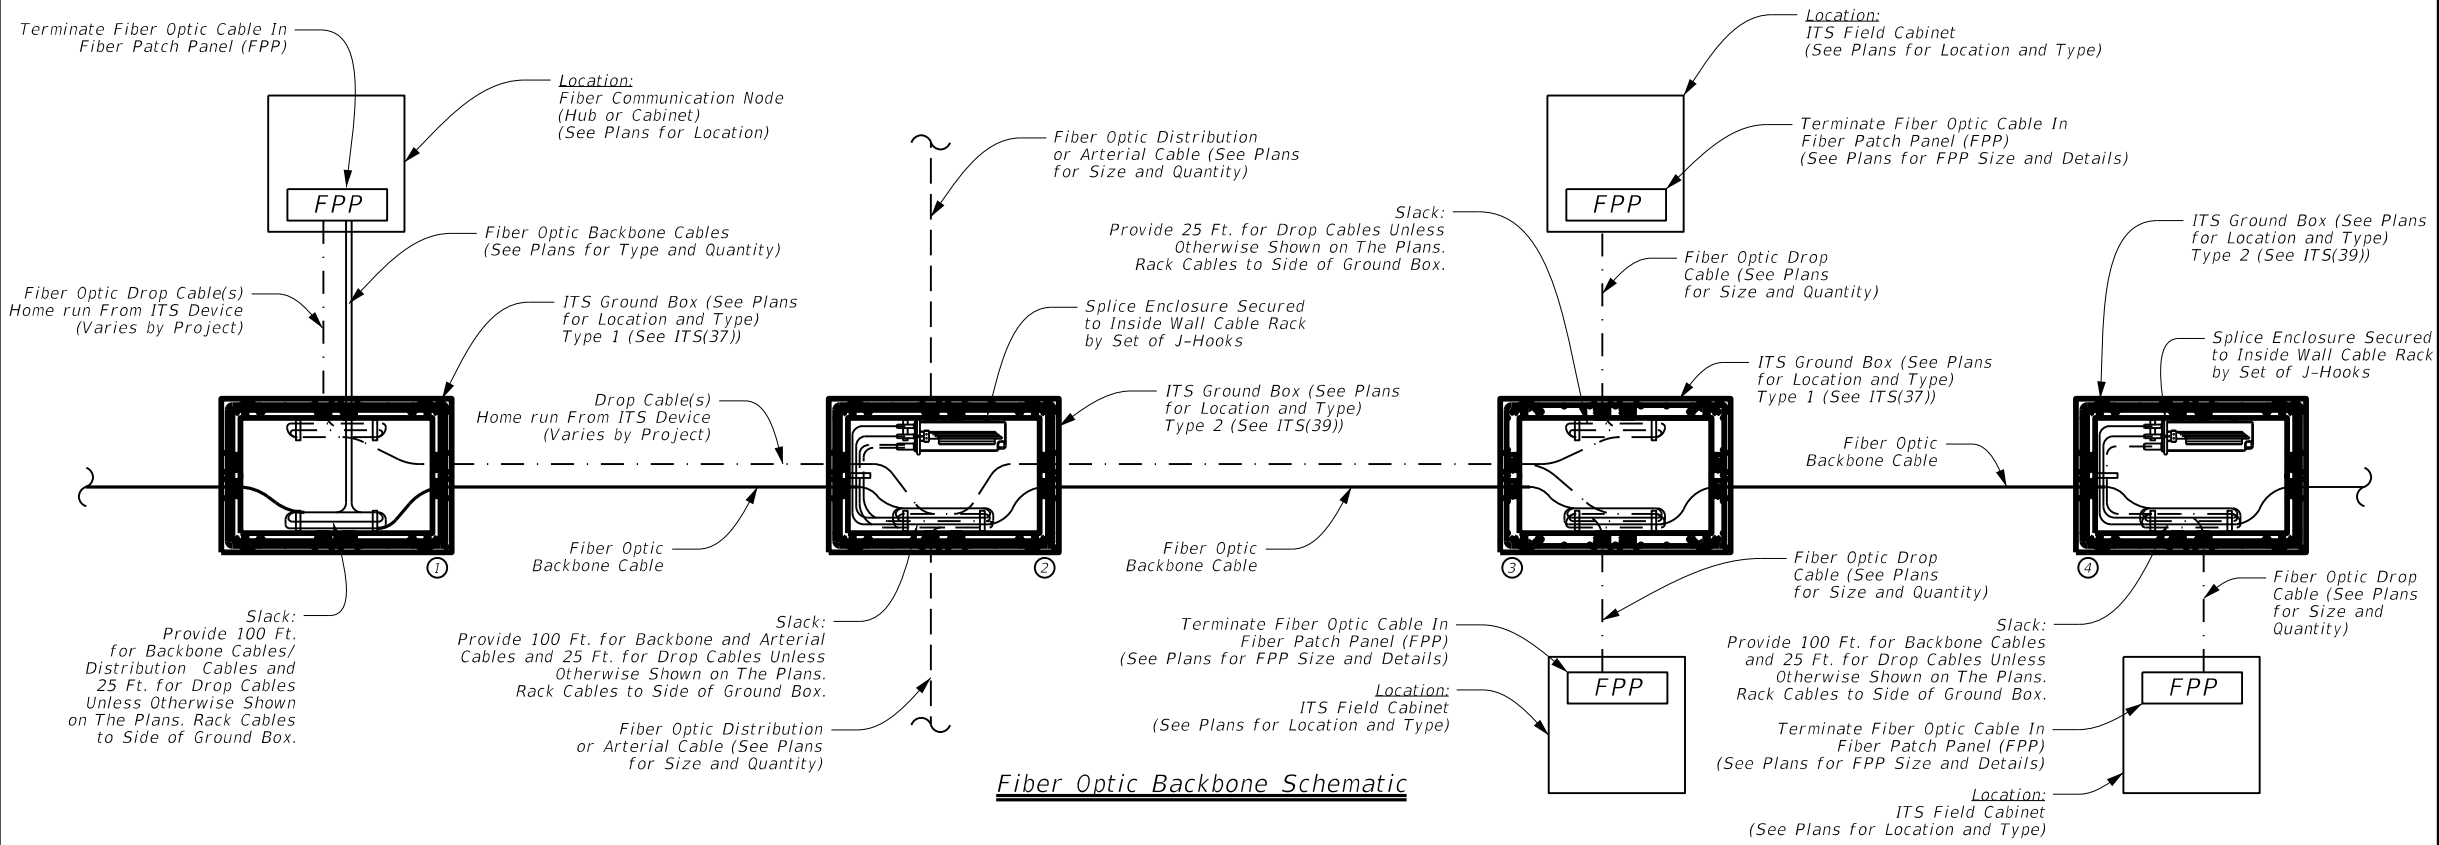 Terminate Fiber Optic Cable In
Fiber Patch Panel (FPP)
Location:
Fiber Communication Node
(Hub or Cabinet)
(See Plans for Location)
FPP
Fiber Optic Backbone Cables
(See Plans for Type and Quantity)
Fiber Optic Drop Cable(s)
Home run From ITS Device
(Varies by Project)
ITS Ground Box (See Plans
for Location and Type)
Type 1 (See ITS(37))
Drop Cable(s)
Home run From ITS Device
(Varies by Project)
1
Fiber Optic
Backbone Cable
Slack:
Provide 100 Ft.
for Backbone Cables/
Distribution Cables and
25 Ft. for Drop Cables
Unless Otherwise Shown
on The Plans. Rack Cables
to Side of Ground Box.
Fiber Optic Distribution
or Arterial Cable (See Plans
for Size and Quantity)
Splice Enclosure Secured
to Inside Wall Cable Rack
by Set of J-Hooks
ITS Ground Box (See Plans
for Location and Type)
Type 2 (See ITS(39))
2
Slack:
Provide 100 Ft. for Backbone and Arterial
Cables and 25 Ft. for Drop Cables Unless
Otherwise Shown on The Plans.
Rack Cables to Side of Ground Box.
Fiber Optic Distribution
or Arterial Cable (See Plans
for Size and Quantity)
Fiber Optic
Backbone Cable
Location:
ITS Field Cabinet
(See Plans for Location and Type)
Terminate Fiber Optic Cable In
Fiber Patch Panel (FPP)
(See Plans for FPP Size and Details)
FPP
Slack:
Provide 25 Ft. for Drop Cables Unless
Otherwise Shown on The Plans.
Rack Cables to Side of Ground Box.
Fiber Optic Drop
Cable (See Plans
for Size and Quantity)
ITS Ground Box (See Plans
for Location and Type)
Type 1 (See ITS(37))
3
Fiber Optic Drop
Cable (See Plans
for Size and Quantity)
Terminate Fiber Optic Cable In
Fiber Patch Panel (FPP)
(See Plans for FPP Size and Details)
FPP
Location:
ITS Field Cabinet
(See Plans for Location and Type)
Fiber Optic
Backbone Cable
ITS Ground Box (See Plans
for Location and Type)
Type 2 (See ITS(39))
Splice Enclosure Secured
to Inside Wall Cable Rack
by Set of J-Hooks
4
Fiber Optic Drop
Cable (See Plans
for Size and
Quantity)
Slack:
Provide 100 Ft. for Backbone Cables
and 25 Ft. for Drop Cables Unless
Otherwise Shown on The Plans.
Rack Cables to Side of Ground Box.
FPP
Terminate Fiber Optic Cable In
Fiber Patch Panel (FPP)
(See Plans for FPP Size and Details)
Location:
ITS Field Cabinet
(See Plans for Location and Type)
Fiber Optic Backbone Schematic